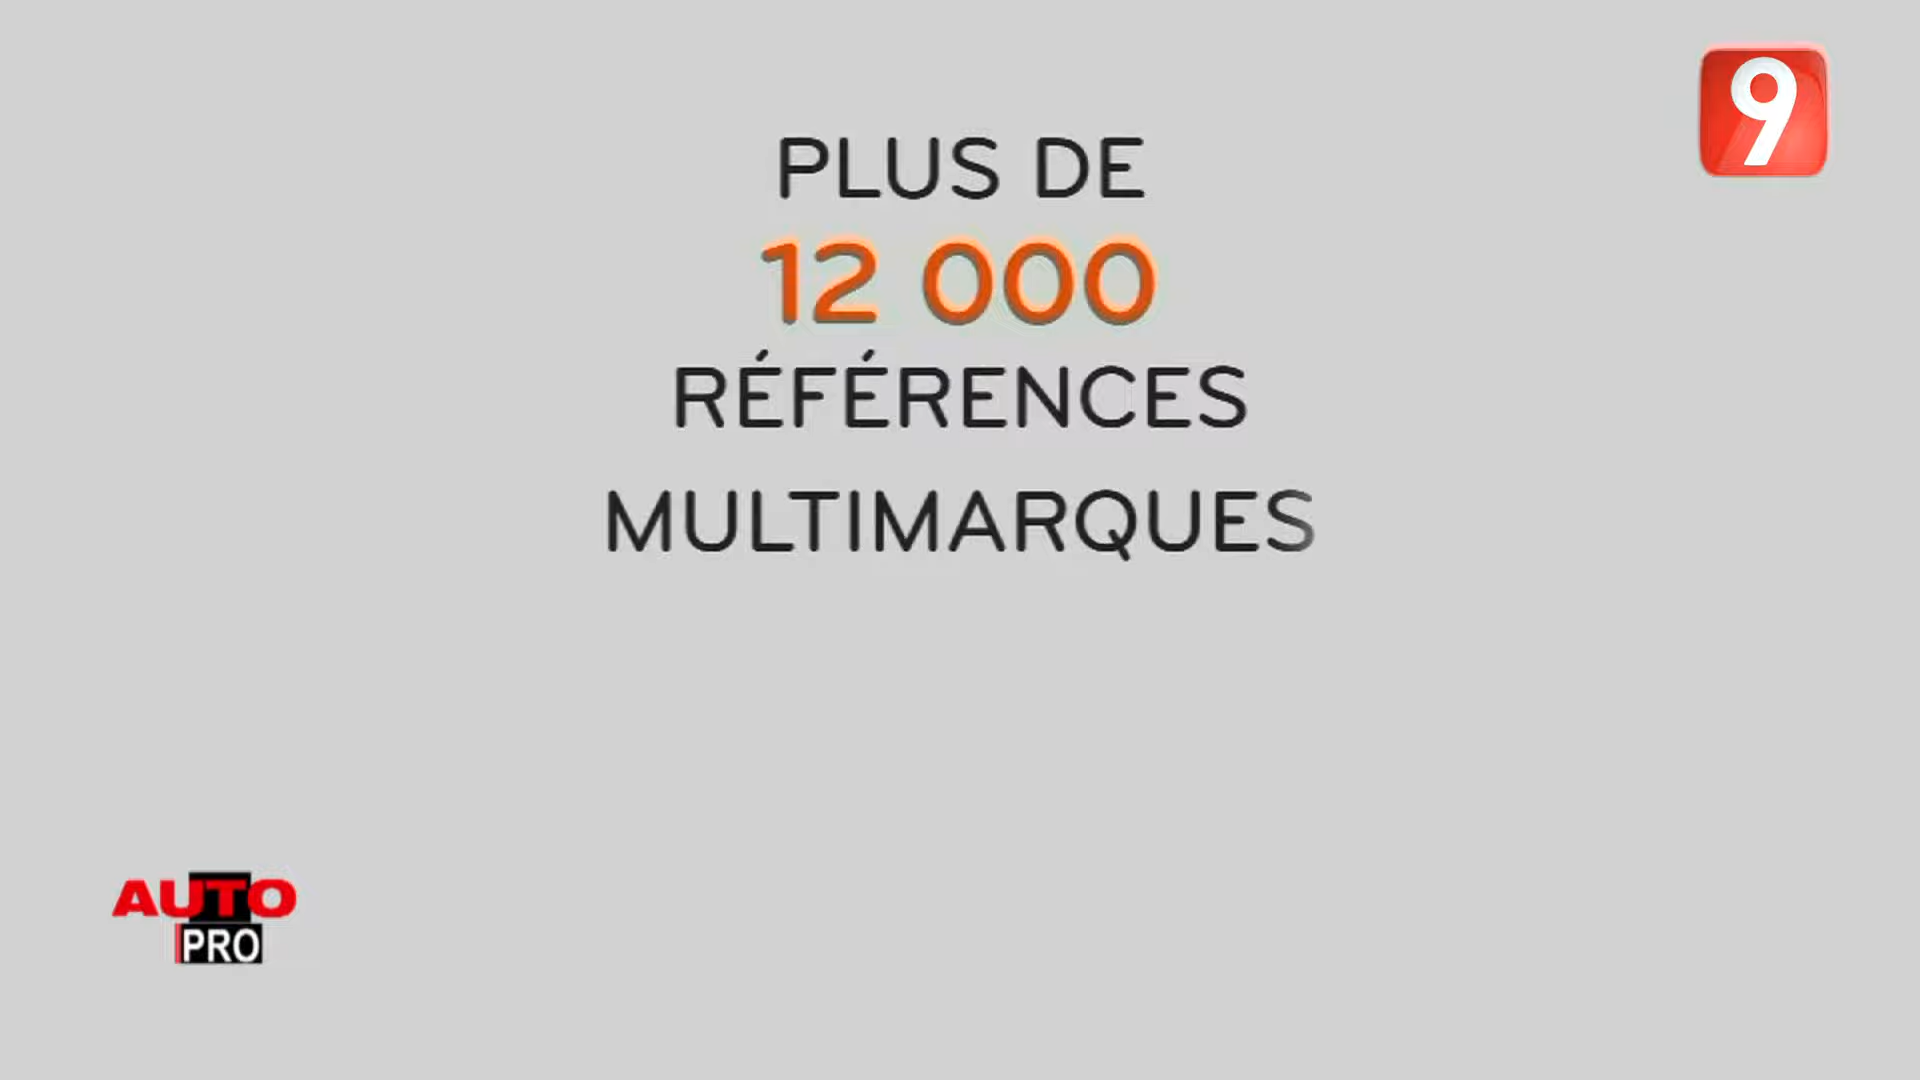 9
PLUS DE
12 000
RÉFÉRENCES
MULTIMARQUES
AUTO
PRO